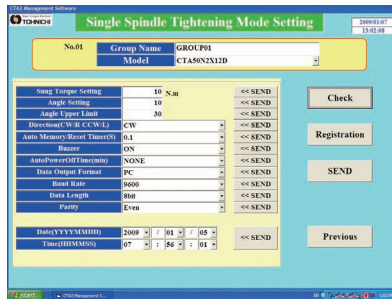 CTA2 Management Software
TOHNICHI
Single Spindle Tightening Mode Setting
2009/01/07
13:02:08
No.01 Group Name GROUP01
Model CTA50N2X12D
Snug Torque Setting 10 N.m << SEND
Angle Setting 10 << SEND
Angle Upper Limit 30 << SEND
Direction(CW/R CCW/L) CW << SEND
Auto Memory/Reset Timer(S) 0.1 << SEND
Buzzer ON << SEND
AutoPowerOffTime(min) NONE << SEND
Data Output Format PC << SEND
Baud Rate 9600 << SEND
Data Length 8bit << SEND
Parity Even << SEND
Date(YYYYMMDD) 2009 / 01 / 05
Time(HHMMSS) 07 : 56 : 01
<< SEND
Check
Registration
SEND
Previous
start
CTA2Management S...